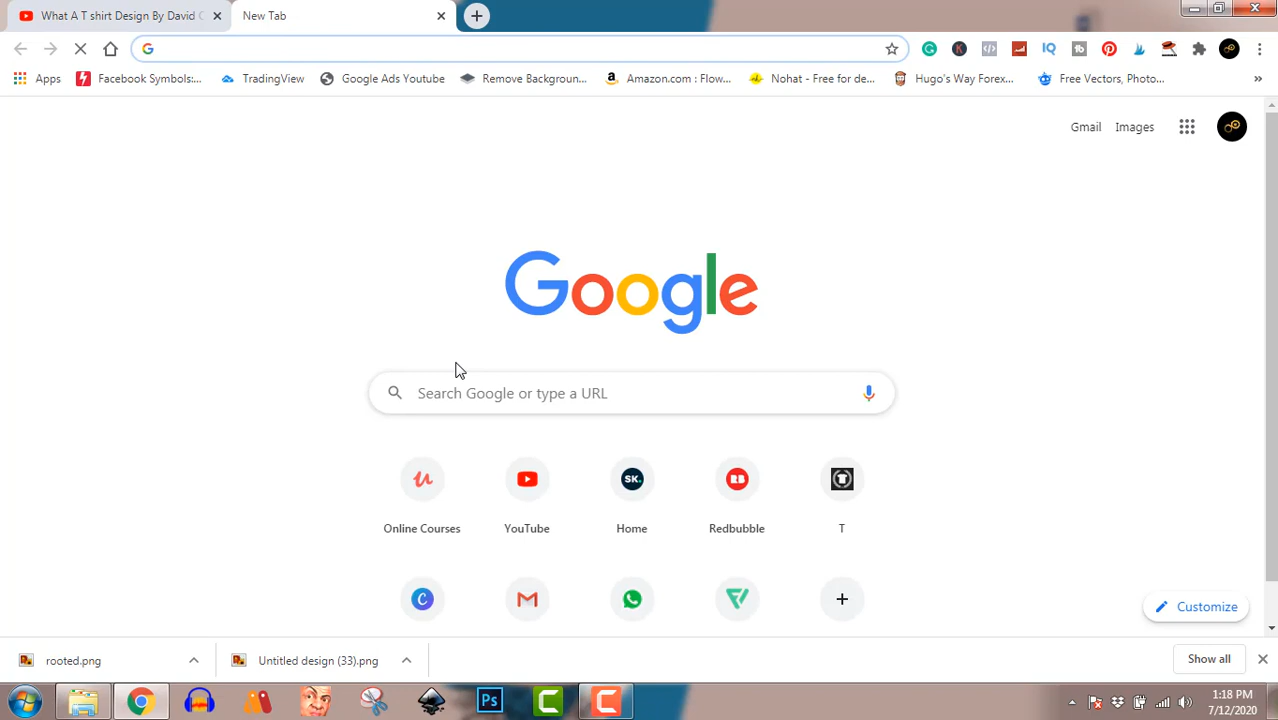 What A T shirt Design By David C
New Tab
Apps
Facebook Symbols:...
TradingView
Google Ads Youtube
Remove Backgroun...
Amazon.com : Flow...
Nohat - Free for de...
Hugo's Way Forex...
Free Vectors, Photo...
»
Gmail
Images
Google
Search Google or type a URL
Online Courses
YouTube
SK.
Home
RB
Redbubble
T
Customize
rooted.png
Untitled design (33).png
Show all
Ps
1:18 PM
7/12/2020